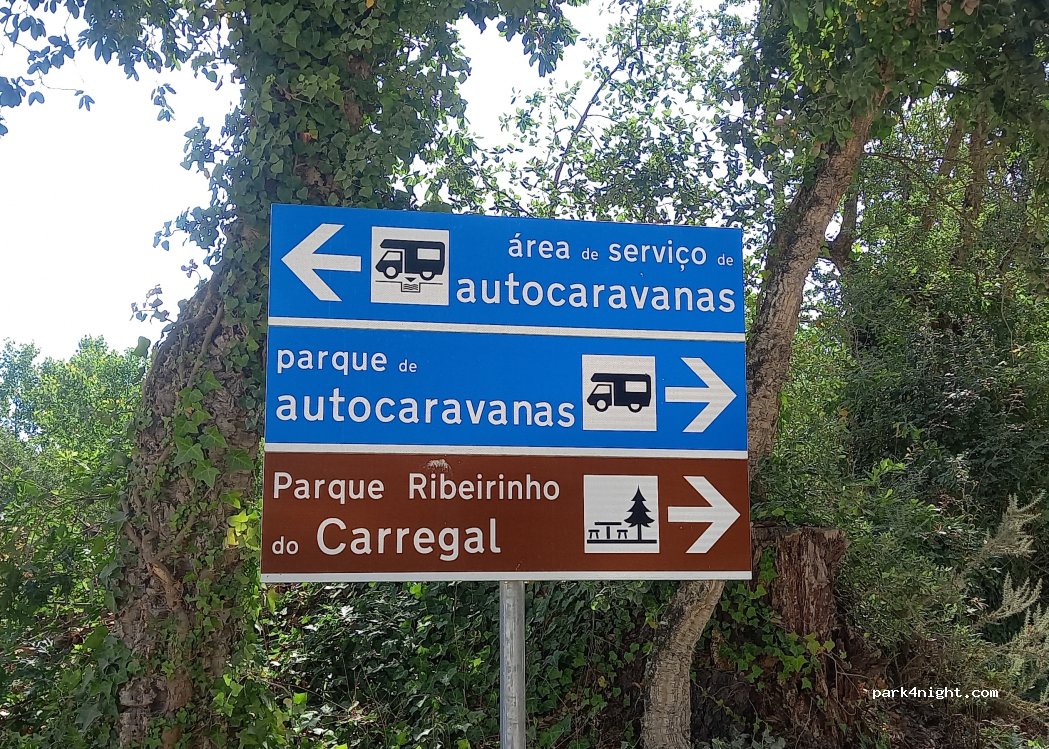 área de serviço de
autocaravanas
parque de
autocaravanas
Parque Ribeirinho
do Carregal
park4night.com